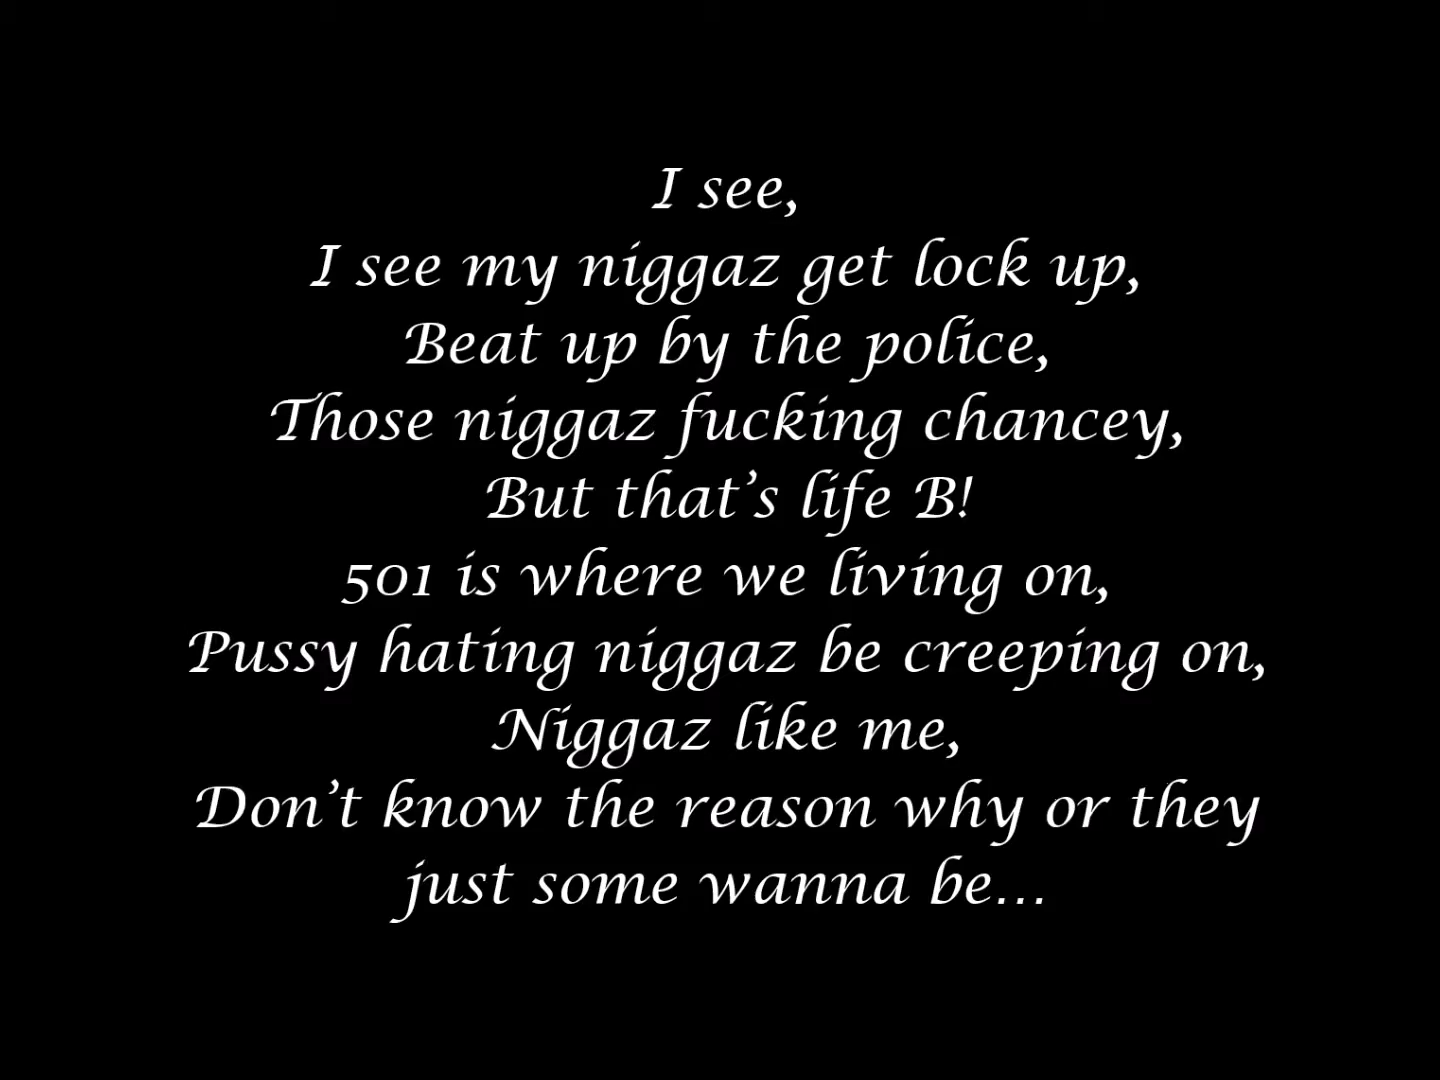 I see,
I see my niggaz get lock up,
Beat up by the police,
Those niggaz fucking chancey,
But that’s life B!
501 is where we living on,
Pussy hating niggaz be creeping on,
Niggaz like me,
Don’t know the reason why or they
just some wanna be…